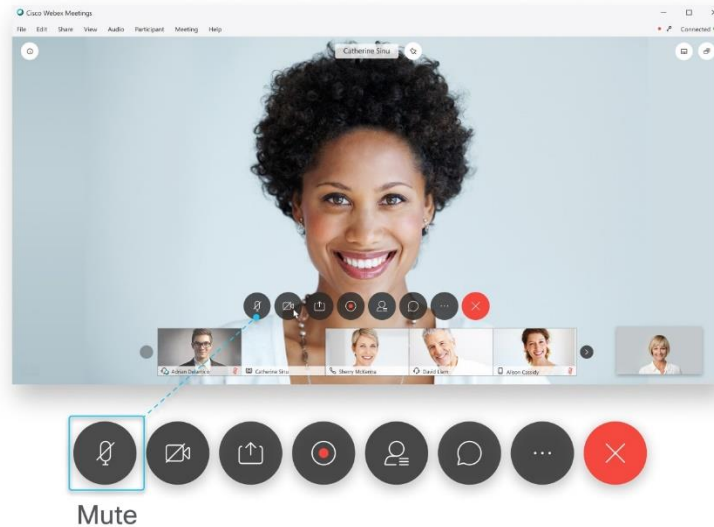 Cisco Webex Meetings
File Edit Share View Audio Participant Meeting Help
Connected
Catherine Sinu
Catherine Sinu
Sherry McKenna
David Liam
Alison Cassidy
Mute